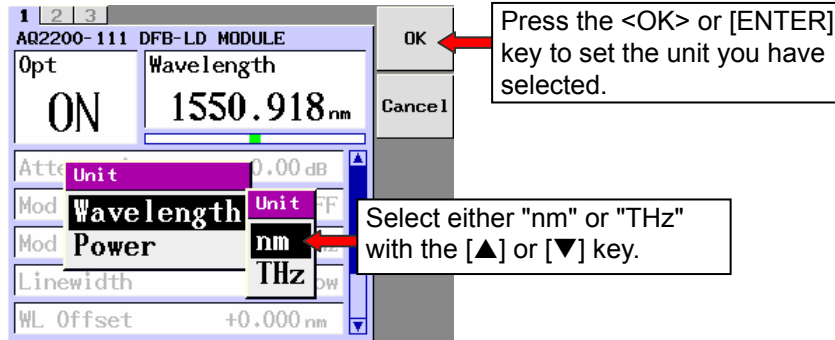 1 2 3
AQ2200-111 DFB-LD MODULE
Opt
Wavelength
ON
1550.918 nm
OK
Cancel
Press the <OK> or [ENTER]
key to set the unit you have
selected.
Atte
0.00 dB
Unit
Mod
FF
Wavelength
Unit
Mod
Power
nm
THz
Select either "nm" or "THz"
with the [▲] or [▼] key.
Linewidth
ow
WL Offset
+0.000 nm